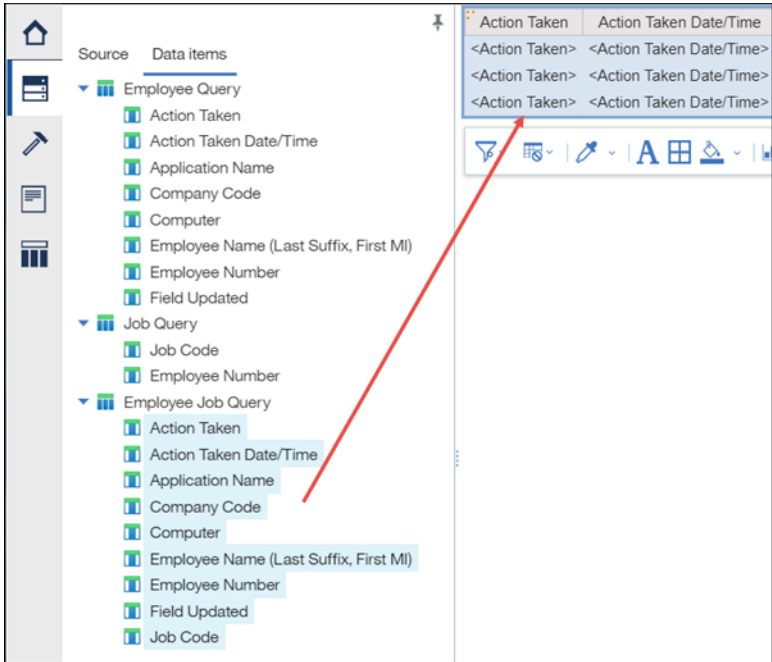 Source Data items
Employee Query
Action Taken
Action Taken Date/Time
Application Name
Company Code
Computer
Employee Name (Last Suffix, First MI)
Employee Number
Field Updated
Job Query
Job Code
Employee Number
Employee Job Query
Action Taken
Action Taken Date/Time
Application Name
Company Code
Computer
Employee Name (Last Suffix, First MI)
Employee Number
Field Updated
Job Code
Action Taken Action Taken Date/Time
<Action Taken> <Action Taken Date/Time>
<Action Taken> <Action Taken Date/Time>
<Action Taken> <Action Taken Date/Time>
A